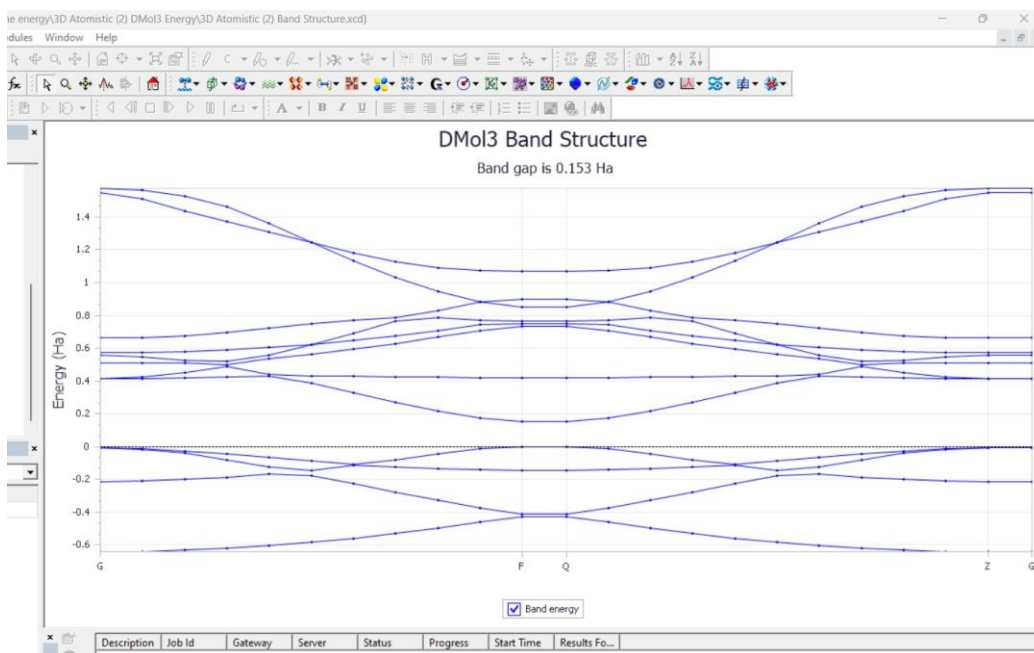 ne energy\3D Atomistic (2) DMol3 Energy\3D Atomistic (2) Band Structure.xcd]
odules Window Help
DMol3 Band Structure
Band gap is 0.153 Ha
Energy (Ha)
1.4
1.2
1
0.8
0.6
0.4
0.2
0
-0.2
-0.4
-0.6
G F Q Z G
Band energy
Description Job Id Gateway Server Status Progress Start Time Results Fo...